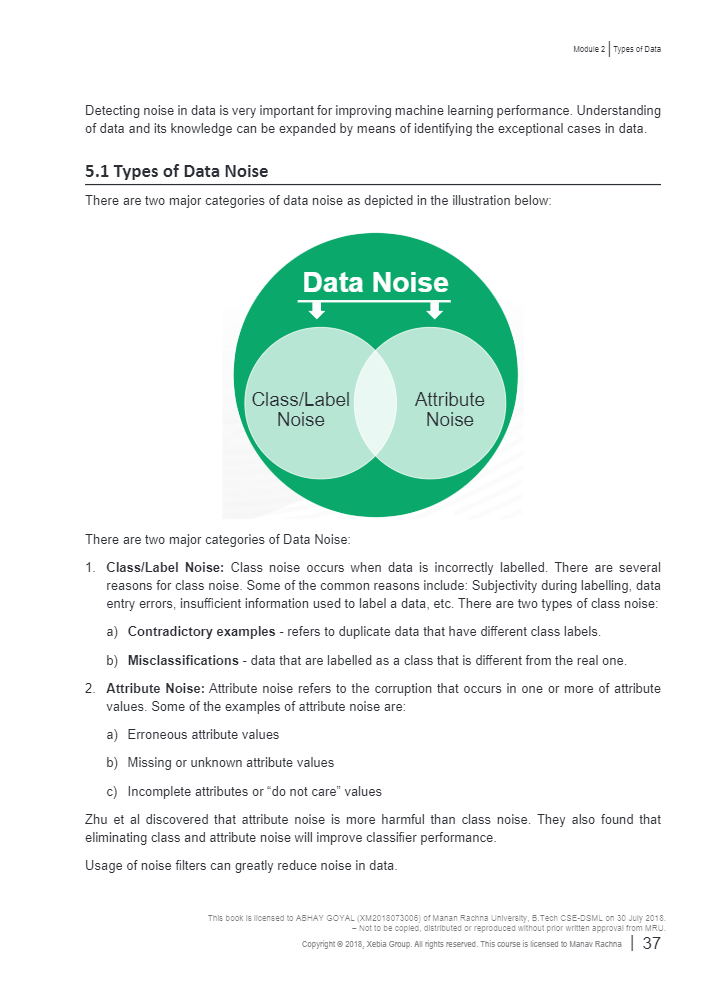 Module 2 | Types of Data
Detecting noise in data is very important for improving machine learning performance. Understanding
of data and its knowledge can be expanded by means of identifying the exceptional cases in data.
5.1 Types of Data Noise
There are two major categories of data noise as depicted in the illustration below:
Data Noise
Class/Label
Noise
Attribute
Noise
There are two major categories of Data Noise:
1. Class/Label Noise: Class noise occurs when data is incorrectly labelled. There are several
reasons for class noise. Some of the common reasons include: Subjectivity during labelling, data
entry errors, insufficient information used to label a data, etc. There are two types of class noise:
a) Contradictory examples - refers to duplicate data that have different class labels.
b) Misclassifications - data that are labelled as a class that is different from the real one.
2. Attribute Noise: Attribute noise refers to the corruption that occurs in one or more of attribute
values. Some of the examples of attribute noise are:
a) Erroneous attribute values
b) Missing or unknown attribute values
c) Incomplete attributes or “do not care” values
Zhu et al discovered that attribute noise is more harmful than class noise. They also found that
eliminating class and attribute noise will improve classifier performance.
Usage of noise filters can greatly reduce noise in data.
This book is licensed to ABHAY GOYAL (XM2018073006) of Manan Rachna University, B.Tech CSE-DSML on 30 July 2018.
– Not to be copied, distributed or reproduced without prior written approval from MRU.
Copyright © 2018, Xebia Group. All rights reserved. This course is licensed to Manav Rachna | 37